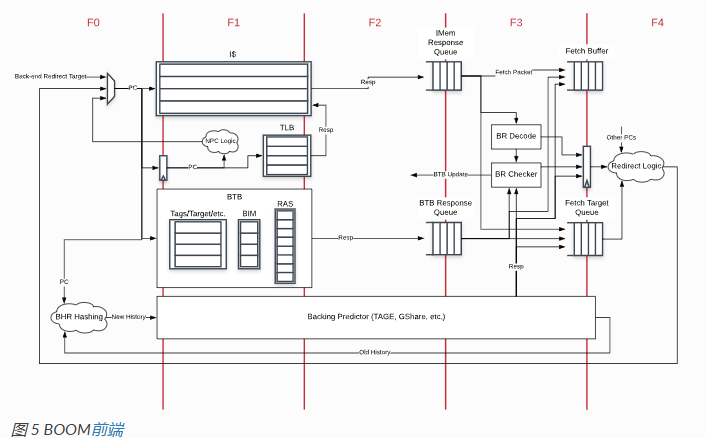 F0
F1
F2
F3
F4
I$
IMem
Response
Queue
Fetch Buffer
Back-end Redirect Target
PC
Resp
Fetch Packet
TLB
Resp
NPC Logic
PC
BR Decode
BR Checker
BTB Update
Other PCs
Redirect Logic
BTB
Tags/Target/etc.
BIM
RAS
BTB Response
Queue
Fetch Target
Queue
Resp
Resp
PC
BHR Hashing
New History
Backing Predictor (TAGE, GShare, etc.)
Old History
图 5 BOOM前端